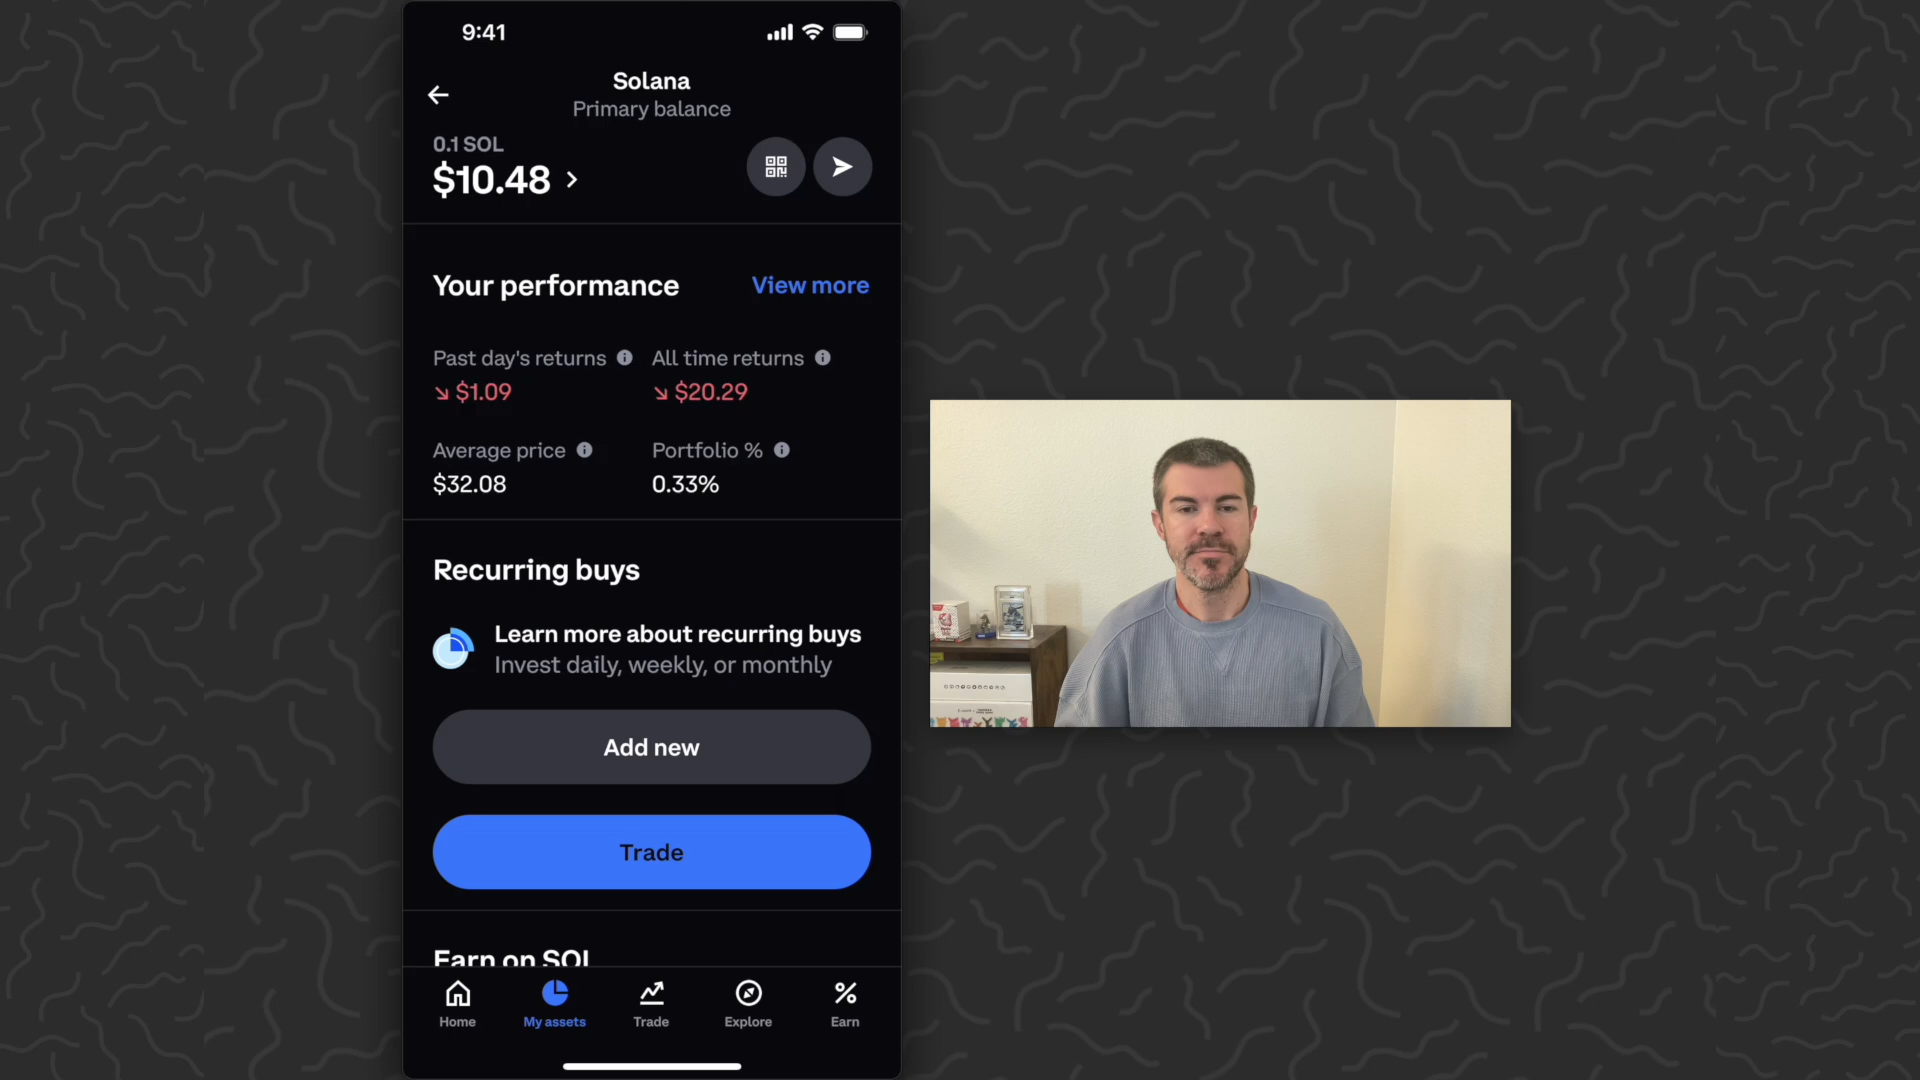 9:41
Solana
Primary balance
0.1 SOL
$10.48
Your performance
View more
Past day's returns
All time returns
$1.09
$20.29
Average price
Portfolio %
$32.08
0.33%
Recurring buys
Learn more about recurring buys
Invest daily, weekly, or monthly
Add new
Trade
Earn on SOL
Home
My assets
Trade
Explore
Earn